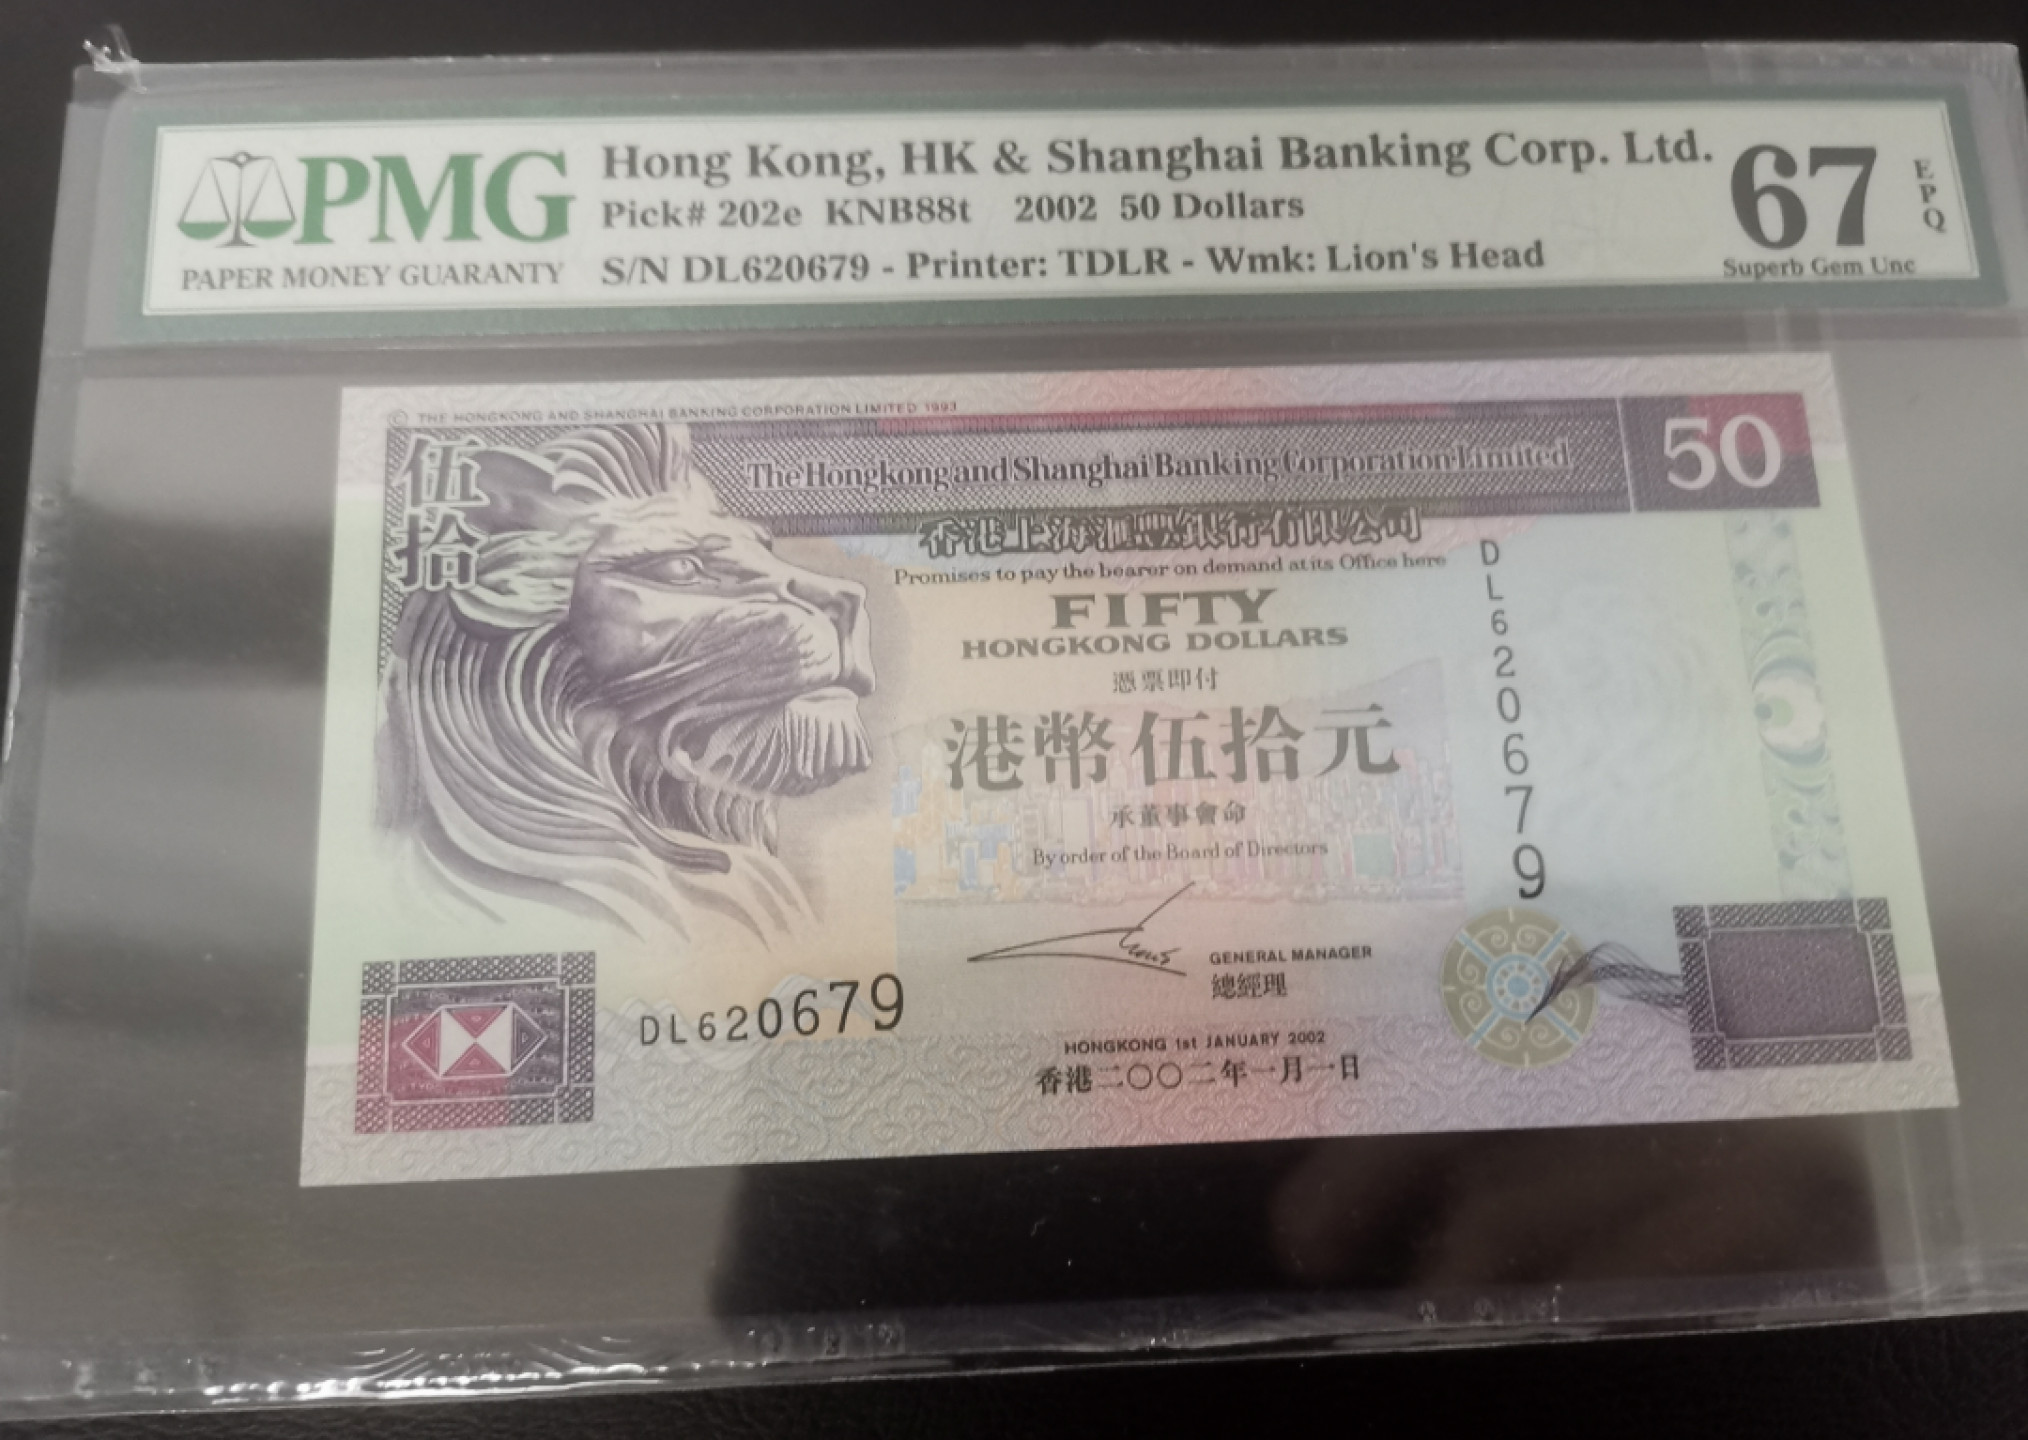 PMG
PAPER MONEY GUARANTY
Hong Kong, HK & Shanghai Banking Corp. Ltd.
Pick# 202e KNB88t 2002 50 Dollars
S/N DL620679 - Printer: TDLR - Wmk: Lion's Head
67
EPQ
Superb Gem Unc
© THE HONGKONG AND SHANGHAI BANKING CORPORATION LIMITED 1993
伍拾
The Hongkong and Shanghai Banking Corporation Limited
50
香港上海滙豐銀行有限公司
Promises to pay the bearer on demand at its Office here
FIFTY
HONGKONG DOLLARS
憑票即付
港幣伍拾元
承董事會命
By order of the Board of Directors
DL620679
GENERAL MANAGER
總經理
DL620679
HONGKONG 1st JANUARY 2002
香港二〇〇二年一月一日